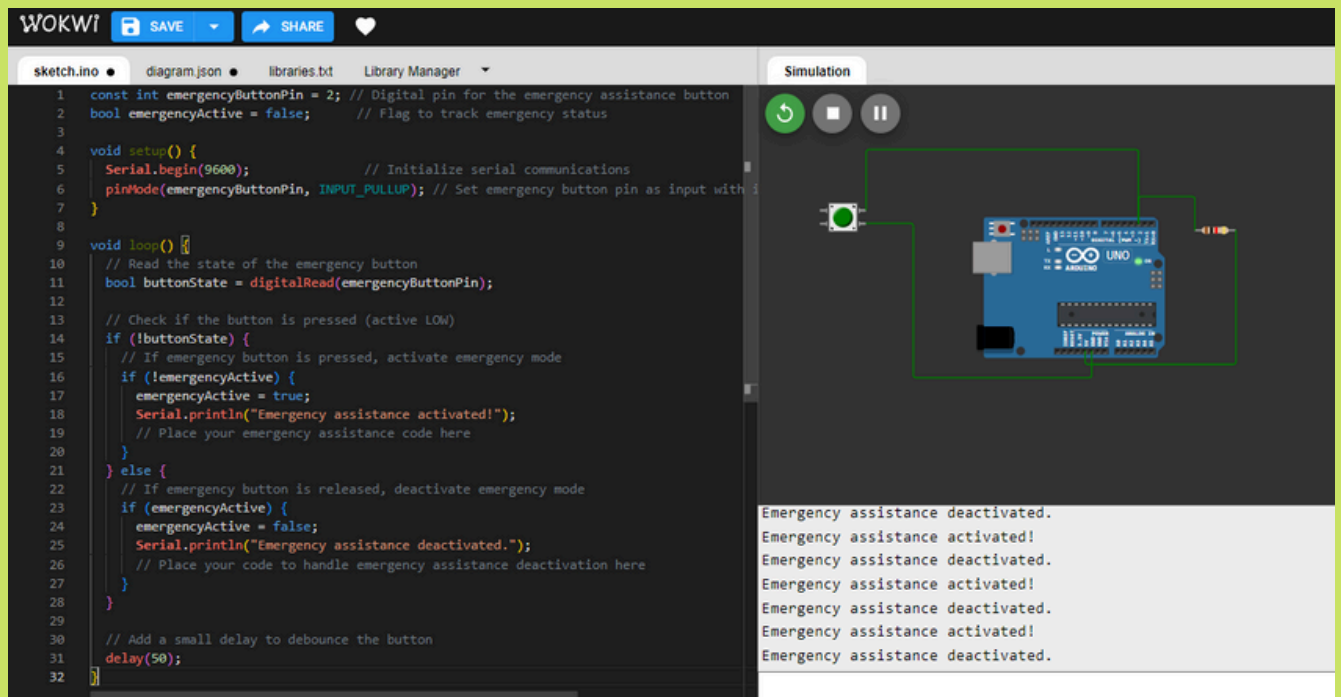 WOKWi
SAVE
SHARE
sketch.ino
diagram.json
libraries.txt
Library Manager
Simulation
1 const int emergencyButtonPin = 2; // Digital pin for the emergency assistance button
2 bool emergencyActive = false; // Flag to track emergency status
3
4 void setup() {
5 Serial.begin(9600); // Initialize serial communications
6 pinMode(emergencyButtonPin, INPUT_PULLUP); // Set emergency button pin as input with i
7 }
8
9 void loop() {
10 // Read the state of the emergency button
11 bool buttonState = digitalRead(emergencyButtonPin);
12
13 // Check if the button is pressed (active LOW)
14 if (!buttonState) {
15 // If emergency button is pressed, activate emergency mode
16 if (!emergencyActive) {
17 emergencyActive = true;
18 Serial.println("Emergency assistance activated!");
19 // Place your emergency assistance code here
20 }
21 } else {
22 // If emergency button is released, deactivate emergency mode
23 if (emergencyActive) {
24 emergencyActive = false;
25 Serial.println("Emergency assistance deactivated.");
26 // Place your code to handle emergency assistance deactivation here
27 }
28 }
29
30 // Add a small delay to debounce the button
31 delay(50);
32 }
UNO
ARDUINO
Emergency assistance deactivated.
Emergency assistance activated!
Emergency assistance deactivated.
Emergency assistance activated!
Emergency assistance deactivated.
Emergency assistance activated!
Emergency assistance deactivated.